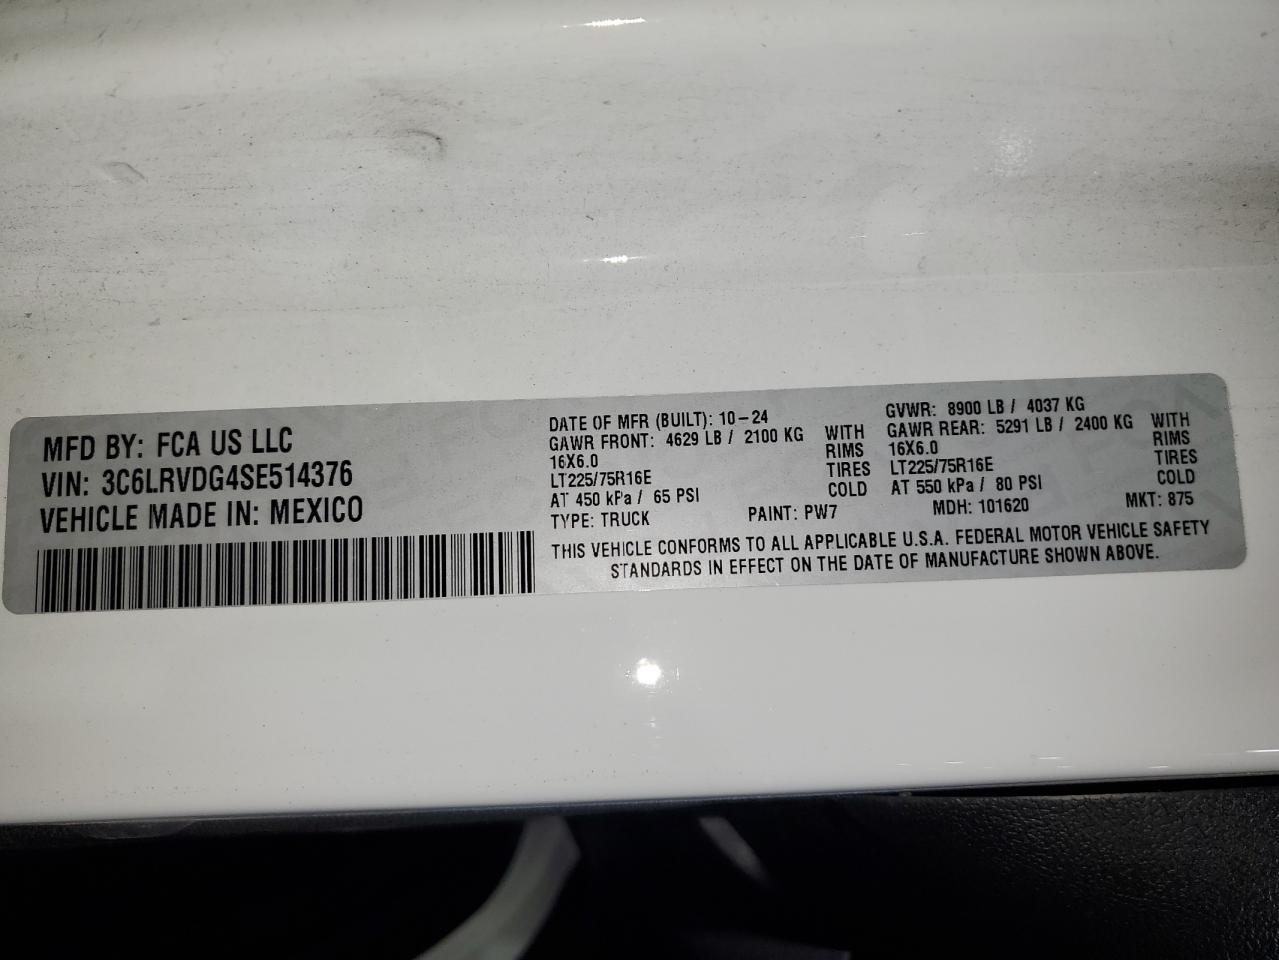 MFD BY: FCA US LLC
VIN: 3C6LRVDG4SE514376
VEHICLE MADE IN: MEXICO
DATE OF MFR (BUILT): 10-24
GAWR FRONT: 4629 LB / 2100 KG WITH
16X6.0 RIMS
LT225/75R16E TIRES
AT 450 kPa / 65 PSI COLD
GVWR: 8900 LB / 4037 KG
GAWR REAR: 5291 LB / 2400 KG WITH
16X6.0 RIMS
LT225/75R16E TIRES
AT 550 kPa / 80 PSI COLD
TYPE: TRUCK PAINT: PW7 MDH: 101620 MKT: 875
THIS VEHICLE CONFORMS TO ALL APPLICABLE U.S.A. FEDERAL MOTOR VEHICLE SAFETY
STANDARDS IN EFFECT ON THE DATE OF MANUFACTURE SHOWN ABOVE.